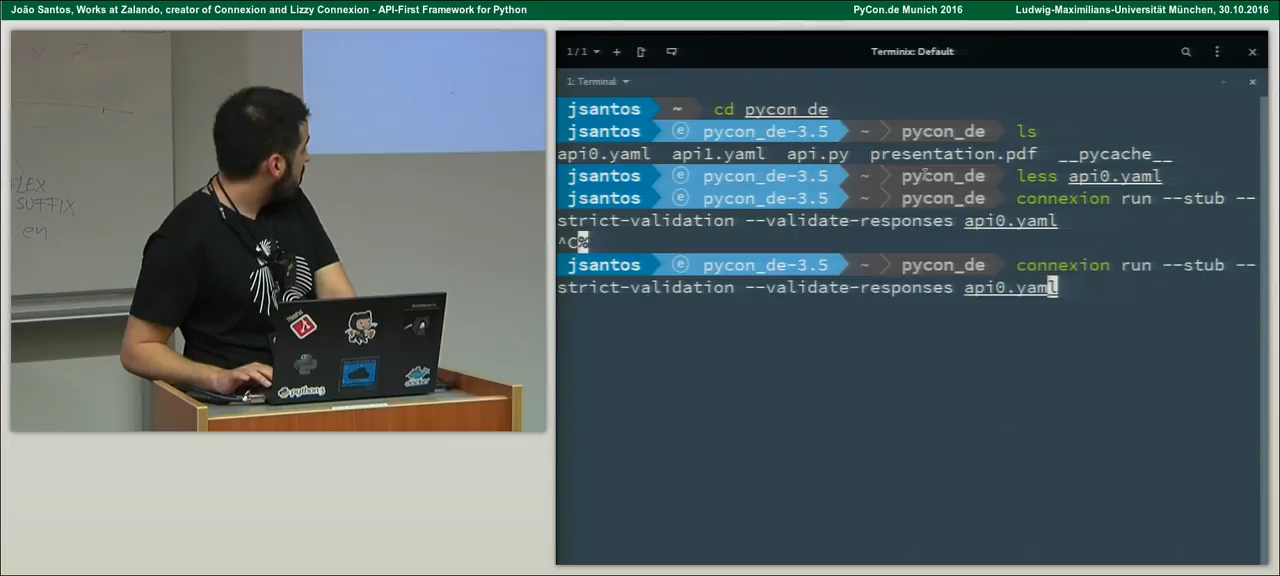 João Santos, Works at Zalando, creator of Connexion and Lizzy Connexion - API-First Framework for Python
PyCon.de Munich 2016
Ludwig-Maximilians-Universität München, 30.10.2016
FLEX
SUFFIX
en
python
docker
1 / 1
Terminix: Default
1: Terminal
jsantos ~ cd pycon_de
jsantos ⓔ pycon_de-3.5 ~ pycon_de ls
api0.yaml api1.yaml api.py presentation.pdf __pycache__
jsantos ⓔ pycon_de-3.5 ~ pycon_de less api0.yaml
jsantos ⓔ pycon_de-3.5 ~ pycon_de connexion run --stub --
strict-validation --validate-responses api0.yaml
^C%
jsantos ⓔ pycon_de-3.5 ~ pycon_de connexion run --stub --
strict-validation --validate-responses api0.yaml